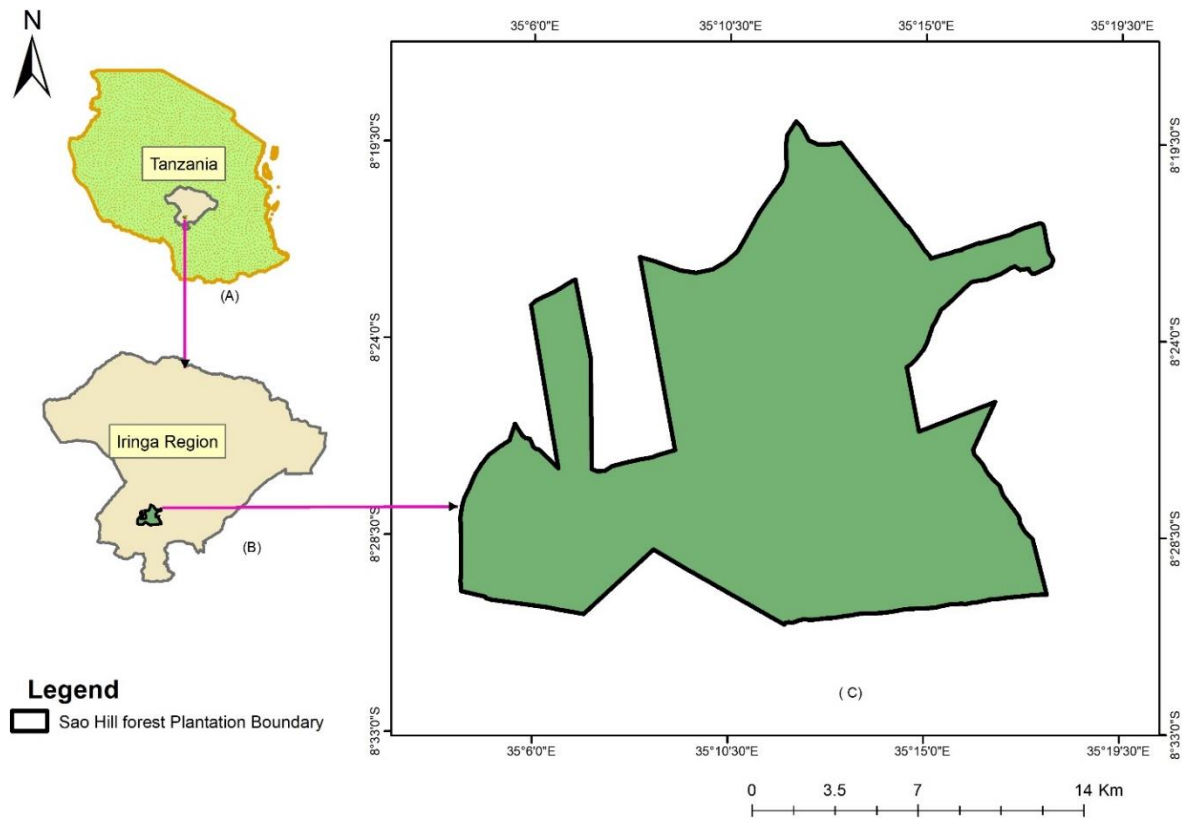 N
35°6'0"E
35°10'30"E
35°15'0"E
35°19'30"E
8°19'30"S
8°19'30"S
Tanzania
(A)
8°24'0"S
8°24'0"S
Iringa Region
(B)
8°28'30"S
8°28'30"S
Legend
Sao Hill forest Plantation Boundary
( C)
8°33'0"S
8°33'0"S
35°6'0"E
35°10'30"E
35°15'0"E
35°19'30"E
0 3.5 7 14 Km